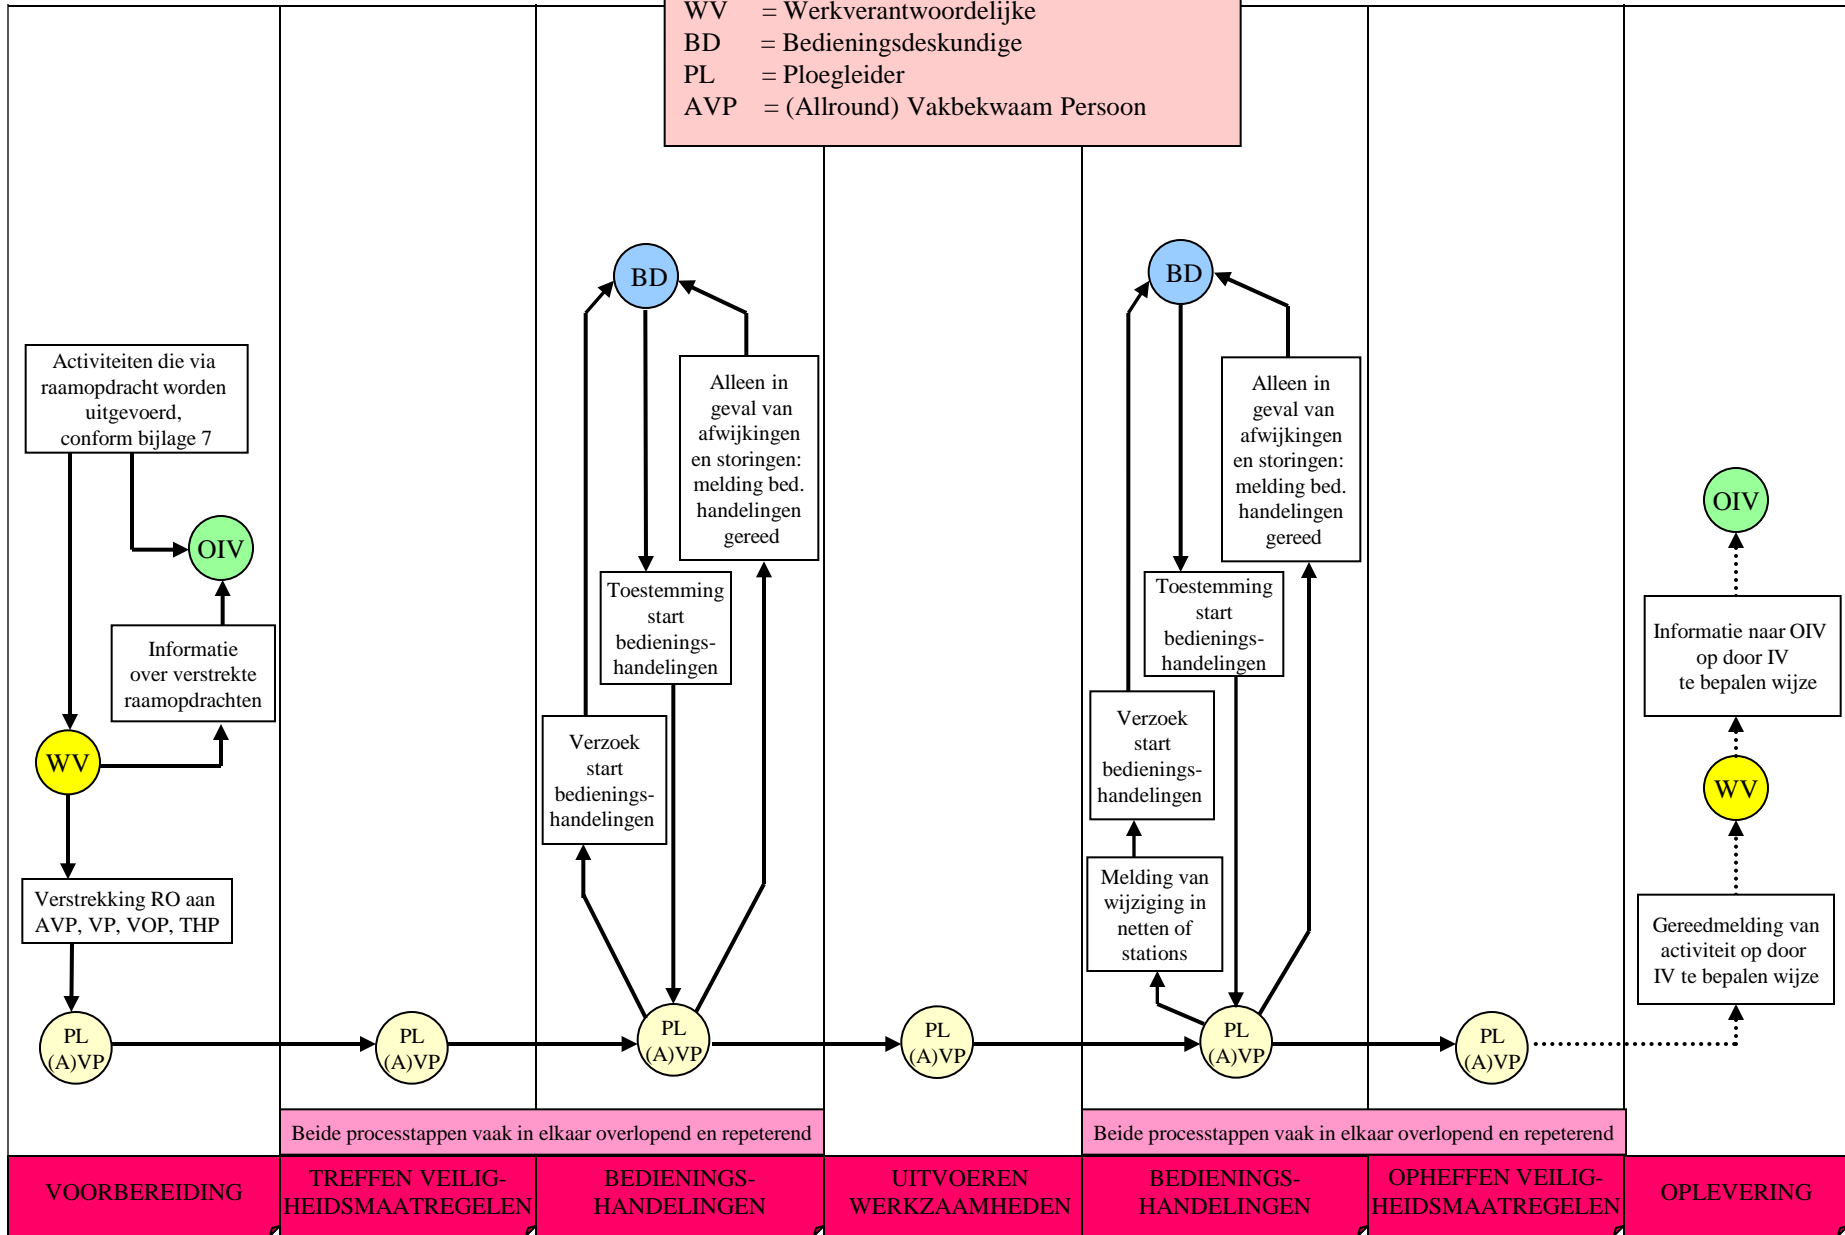 WV = Werkverantwoordelijke
BD = Bedieningsdeskundige
PL = Ploegleider
AVP = (Allround) Vakbekwaam Persoon
Activiteiten die via
raamopdracht worden
uitgevoerd,
conform bijlage 7
OIV
Informatie
over verstrekte
raamopdrachten
WV
Verstrekking RO aan
AVP, VP, VOP, THP
PL
(A)VP
PL
(A)VP
BD
Alleen in
geval van
afwijkingen
en storingen:
melding bed.
handelingen
gereed
Toestemming
start
bedienings-
handelingen
Verzoek
start
bedienings-
handelingen
PL
(A)VP
PL
(A)VP
BD
Alleen in
geval van
afwijkingen
en storingen:
melding bed.
handelingen
gereed
Toestemming
start
bedienings-
handelingen
Verzoek
start
bedienings-
handelingen
Melding van
wijziging in
netten of
stations
PL
(A)VP
PL
(A)VP
OIV
Informatie naar OIV
op door IV
te bepalen wijze
WV
Gereedmelding van
activiteit op door
IV te bepalen wijze
Beide processtappen vaak in elkaar overlopend en repeterend
Beide processtappen vaak in elkaar overlopend en repeterend
VOORBEREIDING
TREFFEN VEILIG-
HEIDSMAATREGELEN
BEDIENINGS-
HANDELINGEN
UITVOEREN
WERKZAAMHEDEN
BEDIENINGS-
HANDELINGEN
OPHEFFEN VEILIG-
HEIDSMAATREGELEN
OPLEVERING